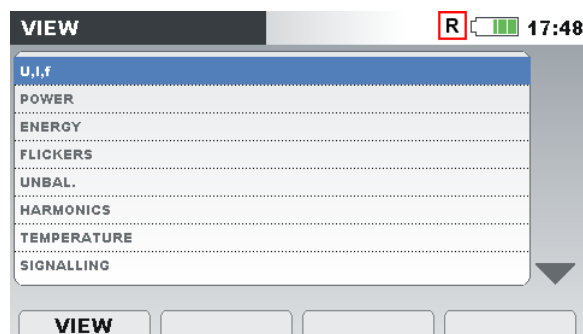 VIEW R 17:48
U,I,f
POWER
ENERGY
FLICKERS
UNBAL.
HARMONICS
TEMPERATURE
SIGNALLING
VIEW